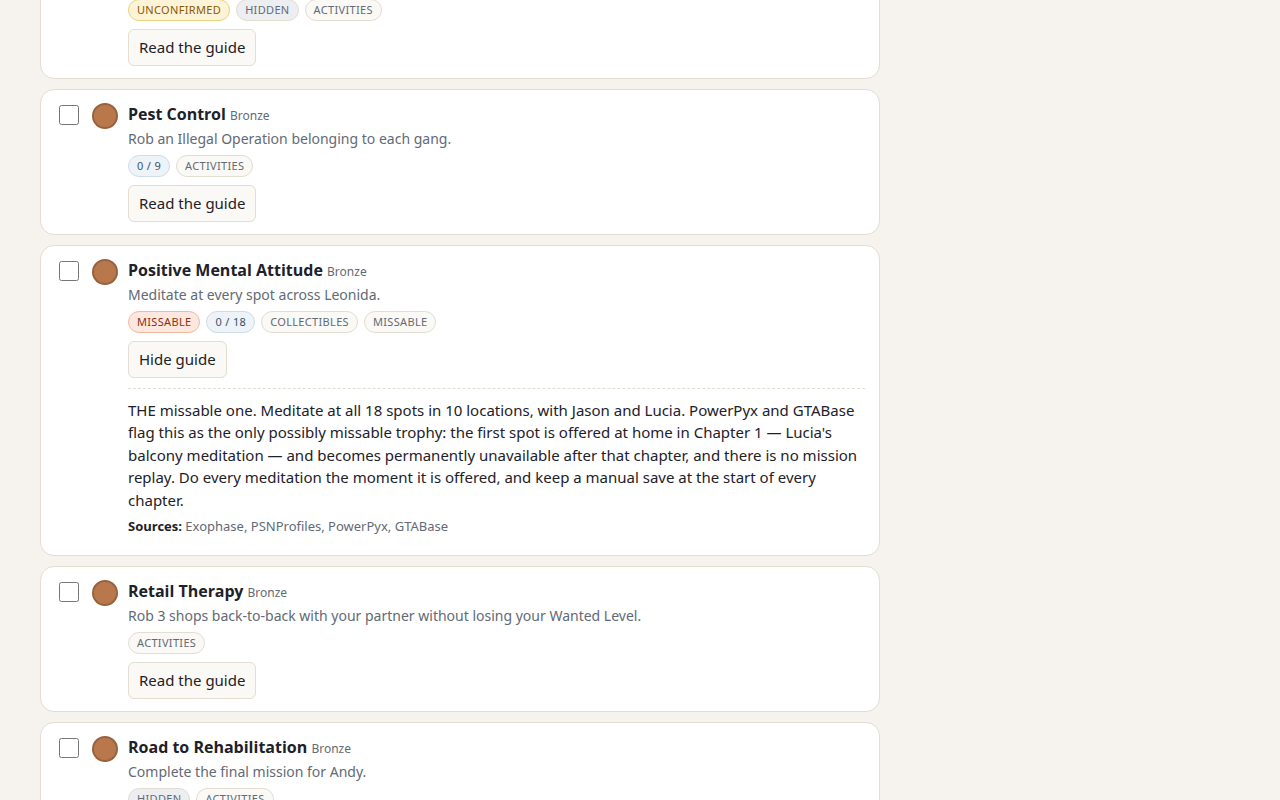 UNCONFIRMED HIDDEN ACTIVITIES
Read the guide
Pest Control Bronze
Rob an Illegal Operation belonging to each gang.
0 / 9 ACTIVITIES
Read the guide
Positive Mental Attitude Bronze
Meditate at every spot across Leonida.
MISSABLE 0 / 18 COLLECTIBLES MISSABLE
Hide guide
THE missable one. Meditate at all 18 spots in 10 locations, with Jason and Lucia. PowerPyx and GTABase
flag this as the only possibly missable trophy: the first spot is offered at home in Chapter 1 — Lucia's
balcony meditation — and becomes permanently unavailable after that chapter, and there is no mission
replay. Do every meditation the moment it is offered, and keep a manual save at the start of every
chapter.
Sources: Exophase, PSNProfiles, PowerPyx, GTABase
Retail Therapy Bronze
Rob 3 shops back-to-back with your partner without losing your Wanted Level.
ACTIVITIES
Read the guide
Road to Rehabilitation Bronze
Complete the final mission for Andy.
HIDDEN ACTIVITIES